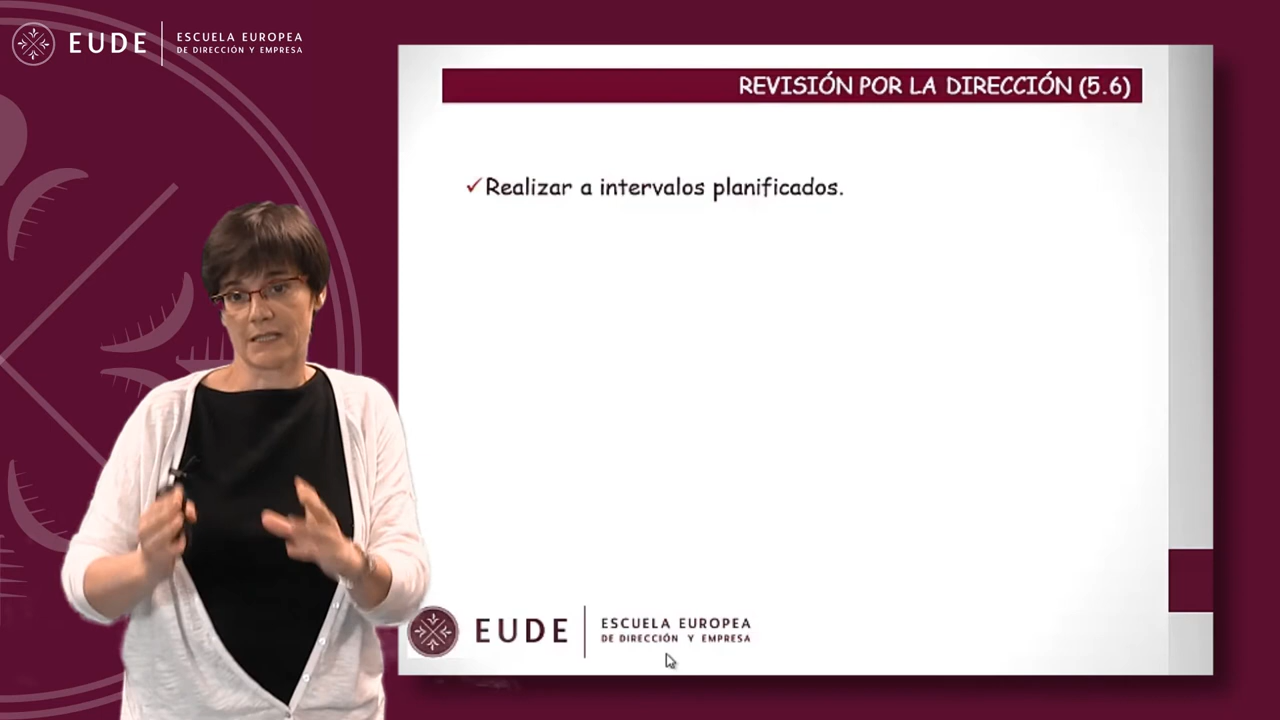 EUDE
ESCUELA EUROPEA
DE DIRECCIÓN Y EMPRESA
REVISIÓN POR LA DIRECCIÓN (5.6)
✓Realizar a intervalos planificados.
EUDE
ESCUELA EUROPEA
DE DIRECCIÓN Y EMPRESA